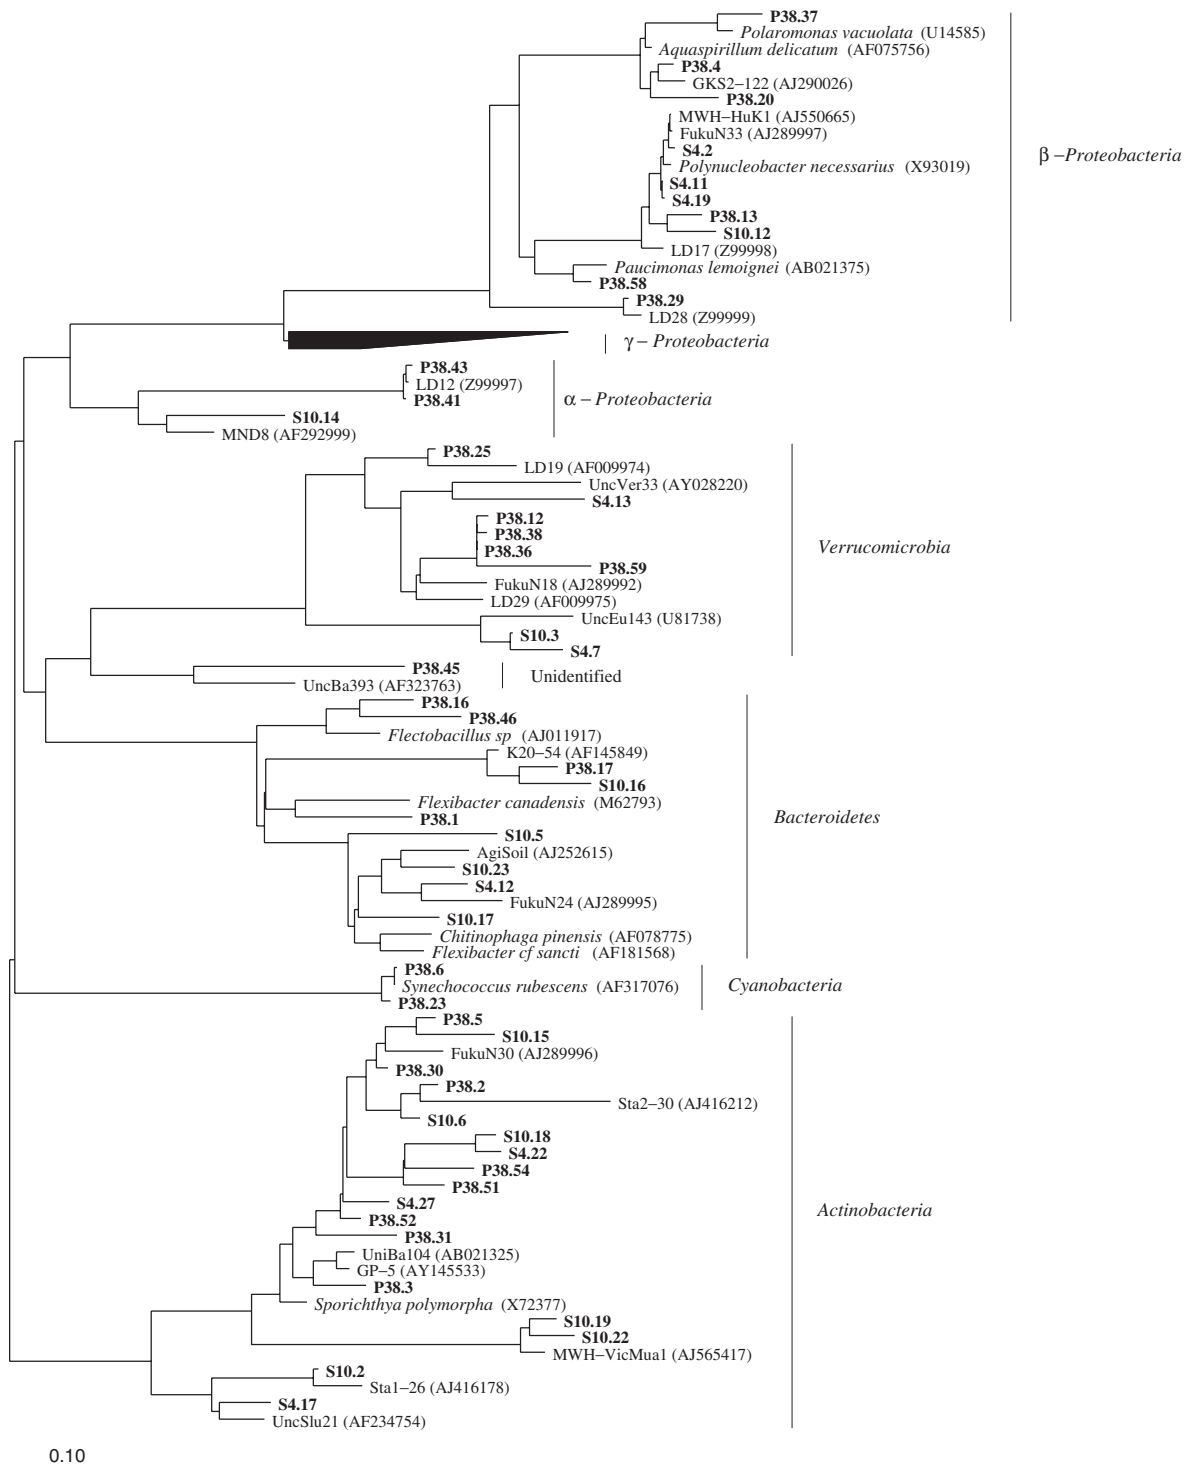 P38.37
Polaromonas vacuolata (U14585)
Aquaspirillum delicatum (AF075756)
P38.4
GKS2−122 (AJ290026)
P38.20
MWH−HuK1 (AJ550665)
FukuN33 (AJ289997)
S4.2
Polynucleobacter necessarius (X93019)
S4.11
S4.19
P38.13
S10.12
LD17 (Z99998)
Paucimonas lemoignei (AB021375)
P38.58
P38.29
LD28 (Z99999)
β −Proteobacteria
γ − Proteobacteria
P38.43
LD12 (Z99997)
P38.41
S10.14
MND8 (AF292999)
α − Proteobacteria
P38.25
LD19 (AF009974)
UncVer33 (AY028220)
S4.13
P38.12
P38.38
P38.36
P38.59
FukuN18 (AJ289992)
LD29 (AF009975)
UncEu143 (U81738)
S10.3
S4.7
Verrucomicrobia
P38.45
UncBa393 (AF323763)
Unidentified
P38.16
P38.46
Flectobacillus sp (AJ011917)
K20−54 (AF145849)
P38.17
S10.16
Flexibacter canadensis (M62793)
P38.1
S10.5
AgiSoil (AJ252615)
S10.23
S4.12
FukuN24 (AJ289995)
S10.17
Chitinophaga pinensis (AF078775)
Flexibacter cf sancti (AF181568)
Bacteroidetes
P38.6
Synechococcus rubescens (AF317076)
P38.23
Cyanobacteria
P38.5
S10.15
FukuN30 (AJ289996)
P38.30
P38.2
Sta2−30 (AJ416212)
S10.6
S10.18
S4.22
P38.54
P38.51
S4.27
P38.52
P38.31
UniBa104 (AB021325)
GP−5 (AY145533)
P38.3
Sporichthya polymorpha (X72377)
S10.19
S10.22
MWH−VicMua1 (AJ565417)
S10.2
Sta1−26 (AJ416178)
S4.17
UncSlu21 (AF234754)
Actinobacteria
0.10